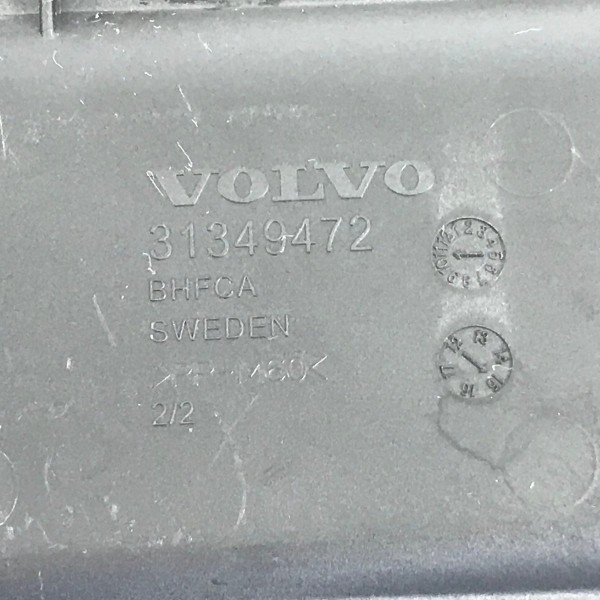 VOLVO
31349472
BHFCA
SWEDEN
2/2